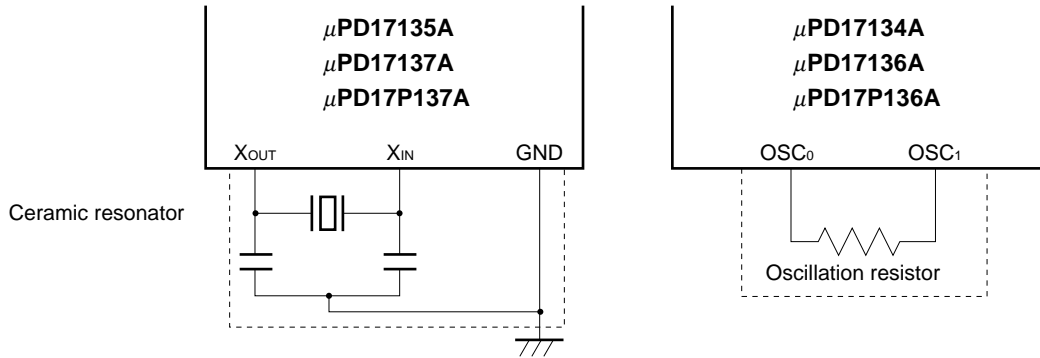 μPD17135A
μPD17137A
μPD17P137A
XOUT XIN GND
Ceramic resonator
μPD17134A
μPD17136A
μPD17P136A
OSC0 OSC1
Oscillation resistor